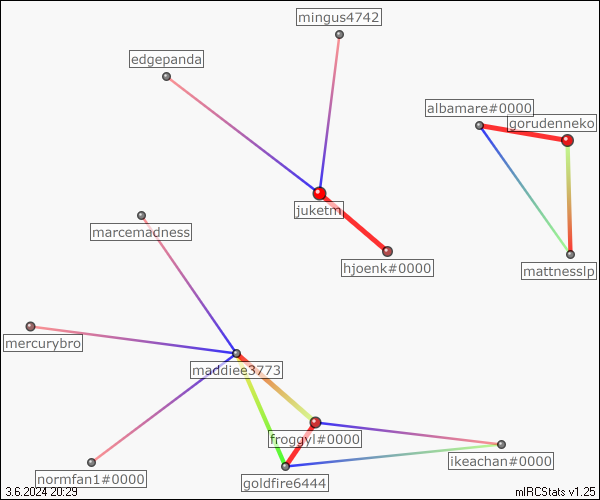 mingus4742
edgepanda
albamare#0000
gorudenneko
juketm
marcemadness
hjoenk#0000
mattnesslp
mercurybro
maddiee3773
froggyl#0000
ikeachan#0000
normfan1#0000
goldfire6444
3.6.2024 20:29
mIRCStats v1.25